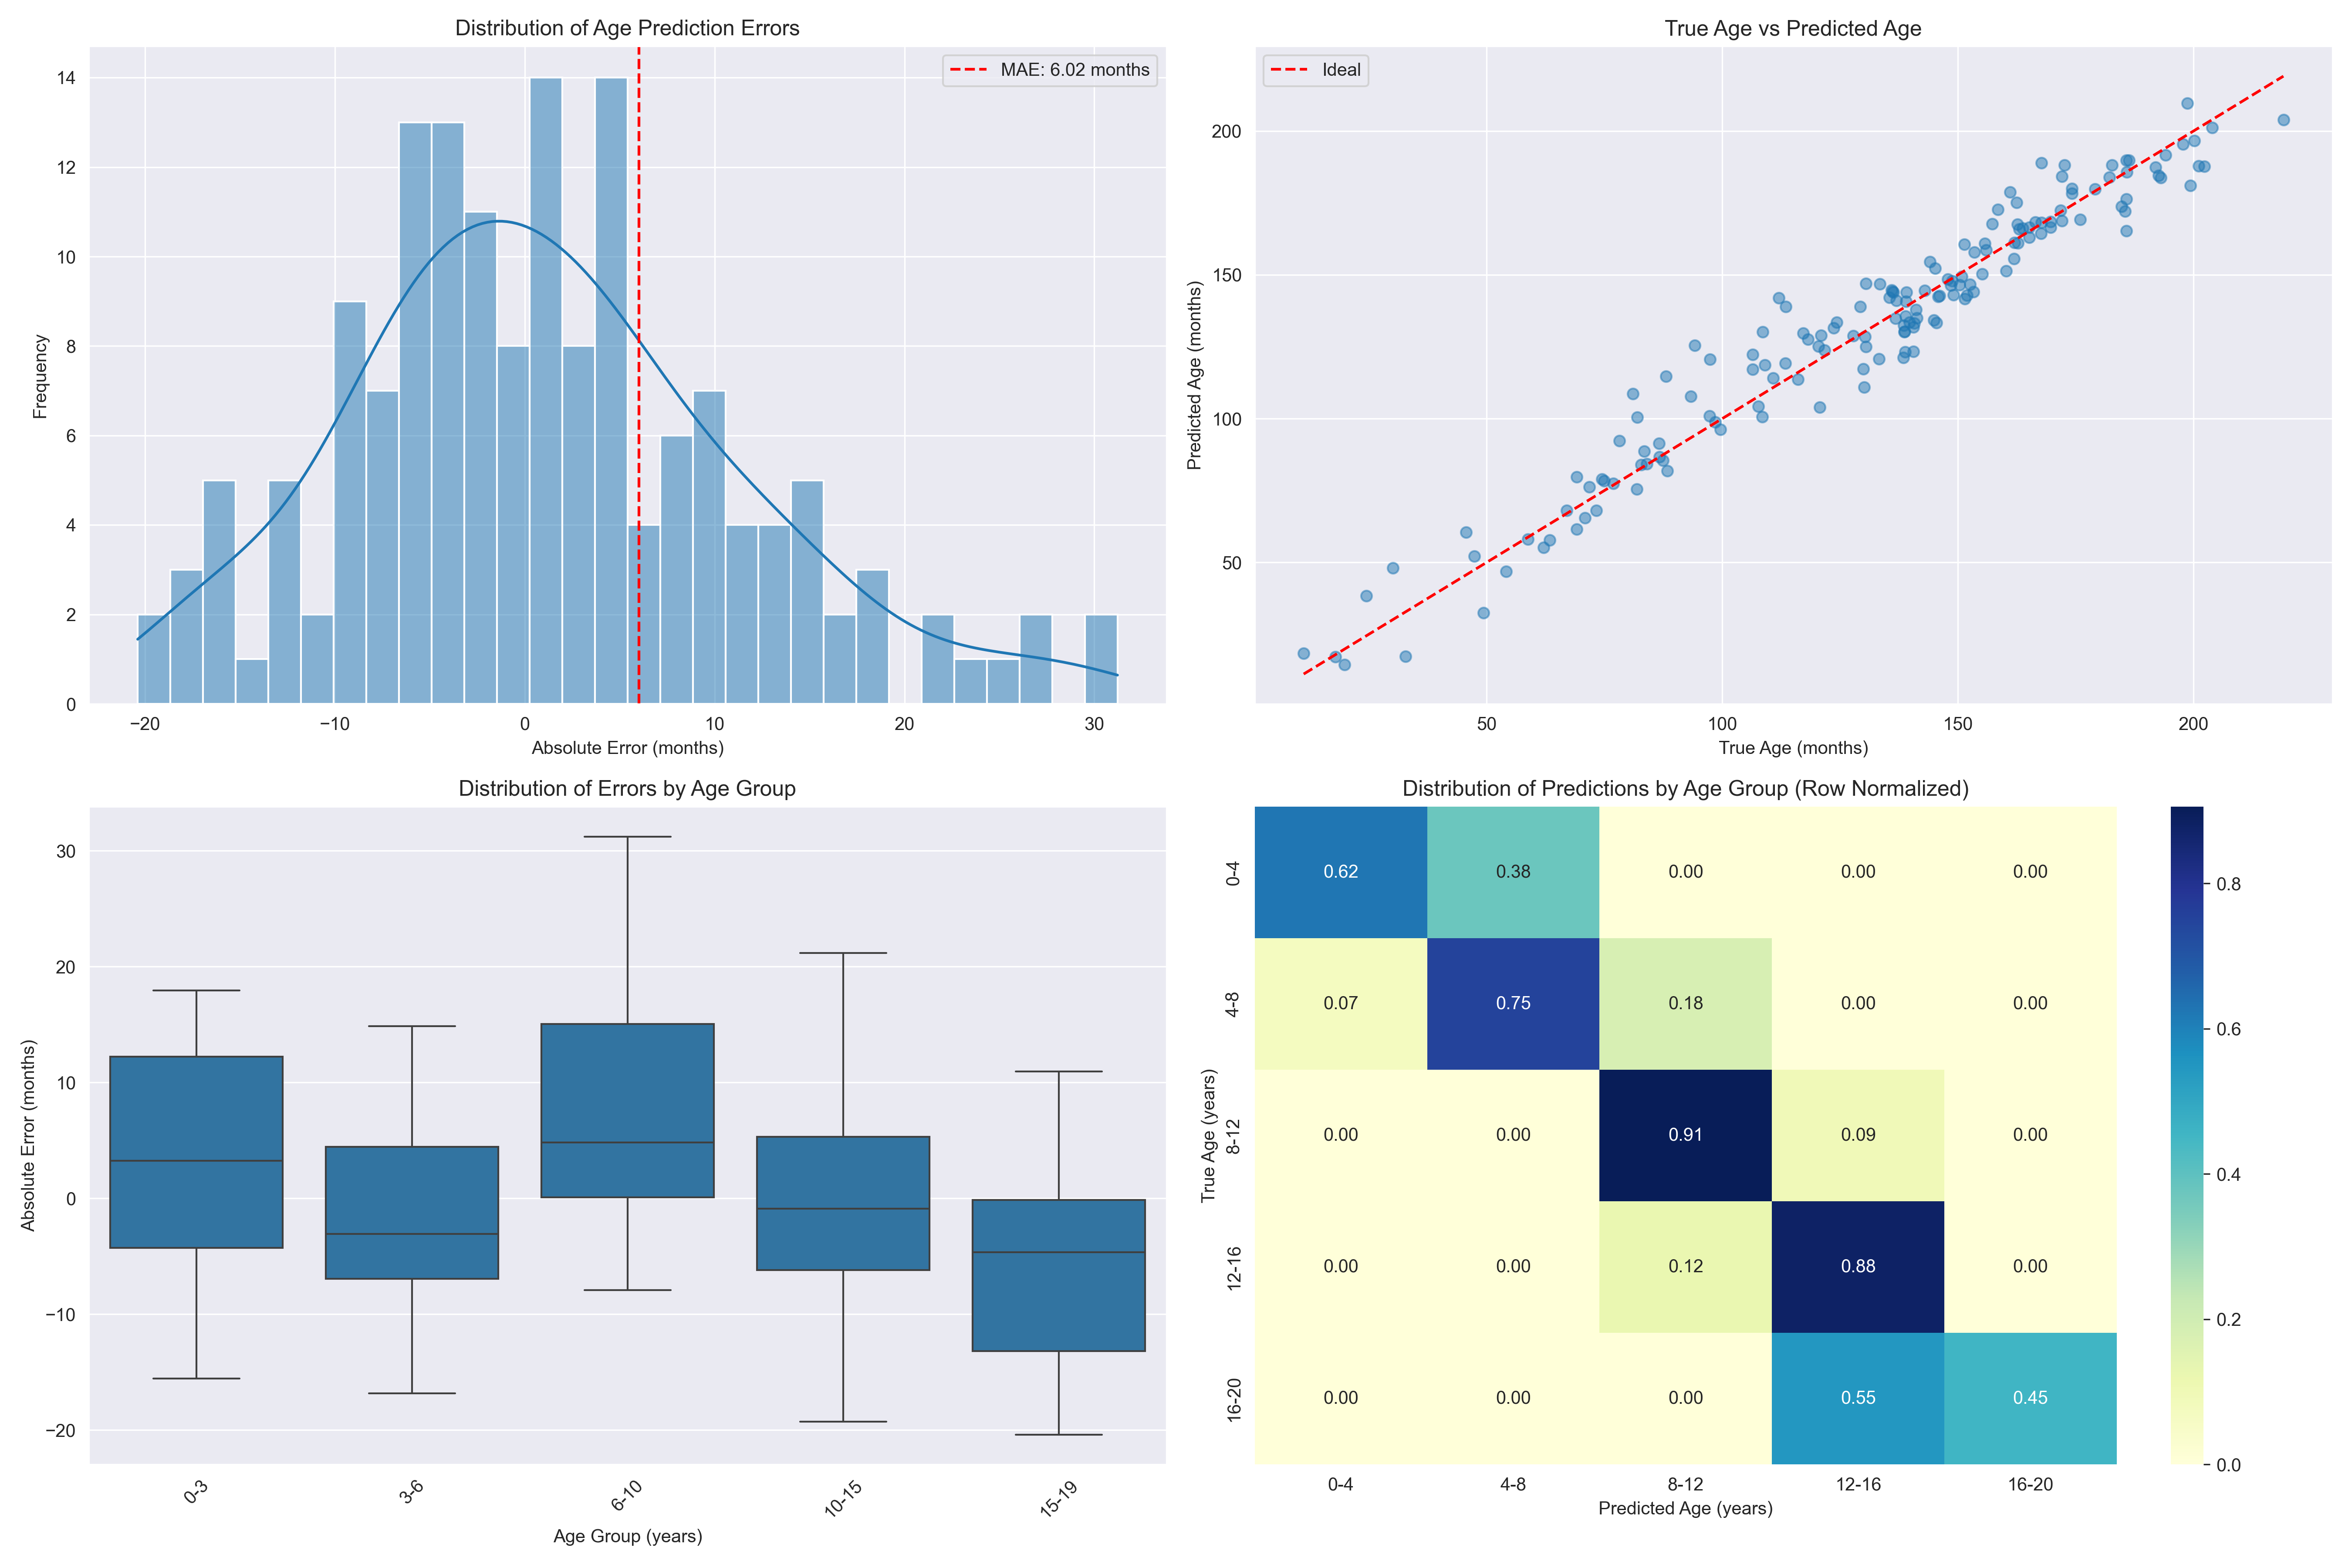 Distribution of Age Prediction Errors
MAE: 6.02 months
14
12
10
8
6
4
2
0
Frequency
−20
−10
0
10
20
30
Absolute Error (months)
True Age vs Predicted Age
Ideal
200
150
100
50
Predicted Age (months)
50
100
150
200
True Age (months)
Distribution of Errors by Age Group
30
20
10
0
−10
−20
Absolute Error (months)
0-3
3-6
6-10
10-15
15-19
Age Group (years)
Distribution of Predictions by Age Group (Row Normalized)
True Age (years)
0-4
0.62 0.38 0.00 0.00 0.00
4-8
0.07 0.75 0.18 0.00 0.00
8-12
0.00 0.00 0.91 0.09 0.00
12-16
0.00 0.00 0.12 0.88 0.00
16-20
0.00 0.00 0.00 0.55 0.45
0-4
4-8
8-12
12-16
16-20
Predicted Age (years)
0.8
0.6
0.4
0.2
0.0